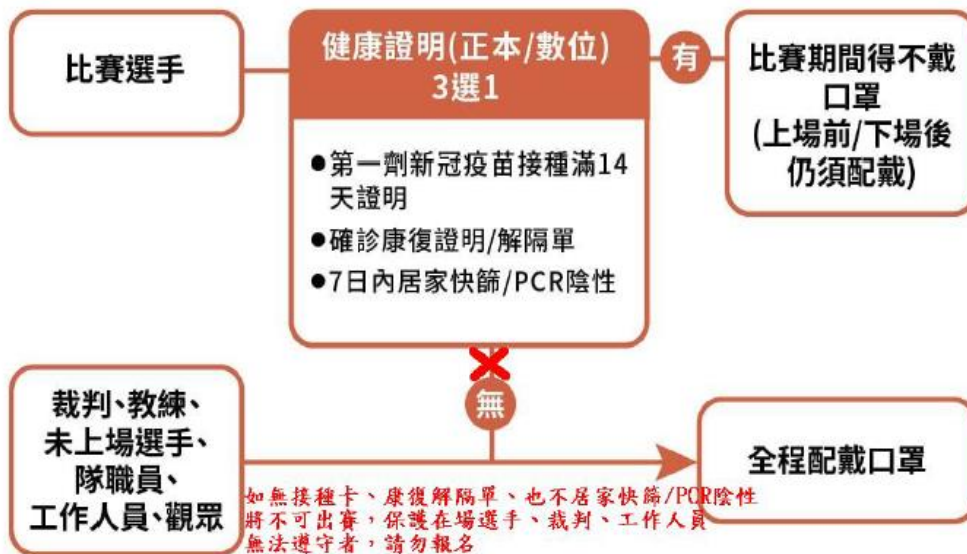 比賽選手
健康證明(正本/數位)
3選1
●第一劑新冠疫苗接種滿14
天證明
●確診康復證明/解隔單
●7日內居家快篩/PCR陰性
有
比賽期間得不戴
口罩
(上場前/下場後
仍須配戴)
無
裁判、教練、
未上場選手、
隊職員、
工作人員、觀眾
全程配戴口罩
如無接種卡、康復解隔單、也不居家快篩/PCR陰性
將不可出賽，保護在場選手、裁判、工作人員
無法遵守者，請勿報名